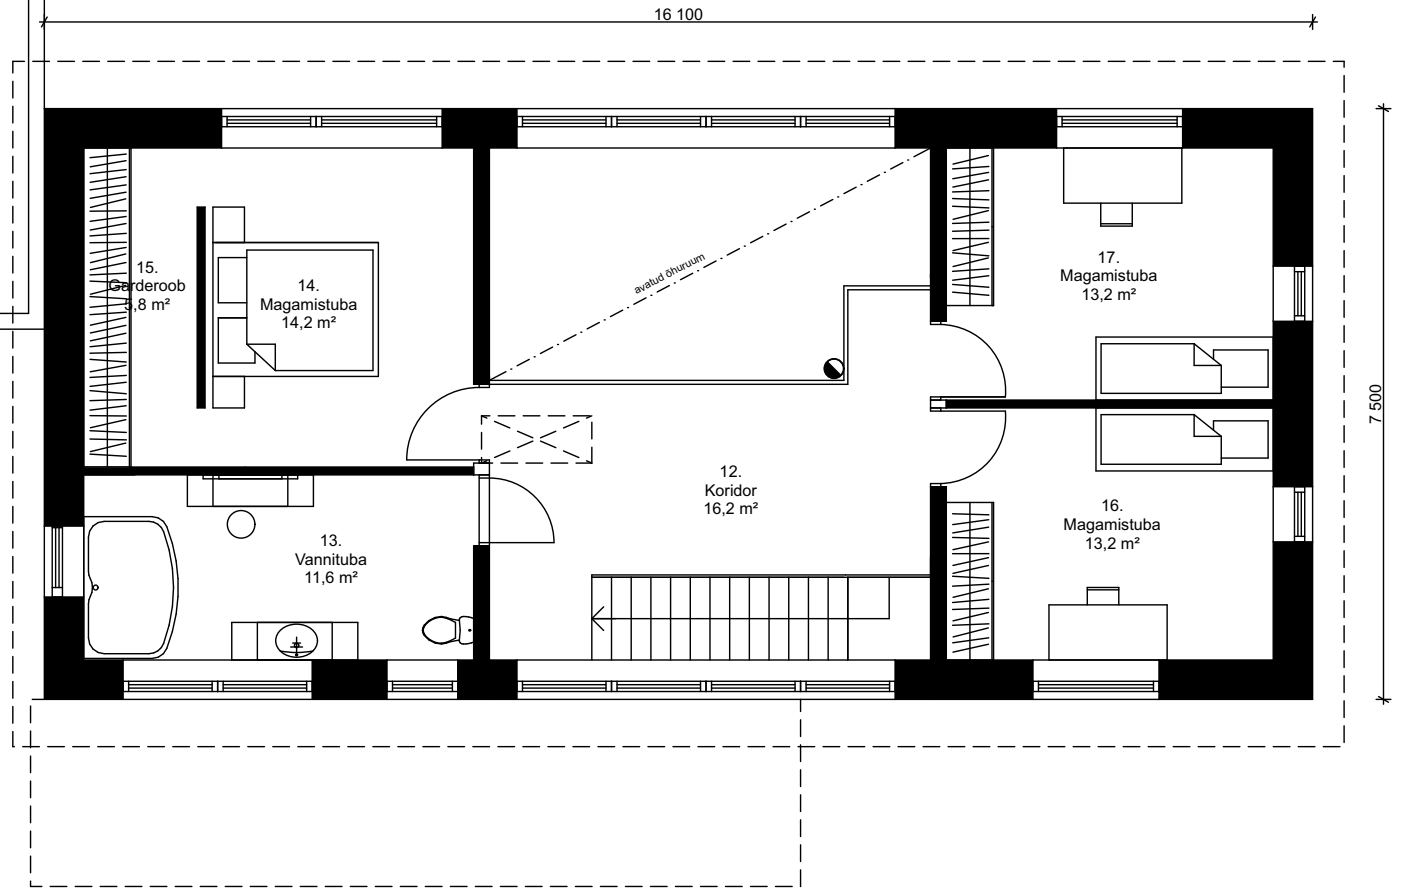 16 100
15.
Garderoob
5,8 m²
14.
Magamistuba
14,2 m²
avatud õhuruum
17.
Magamistuba
13,2 m²
7 500
12.
Koridor
16,2 m²
13.
Vannituba
11,6 m²
16.
Magamistuba
13,2 m²